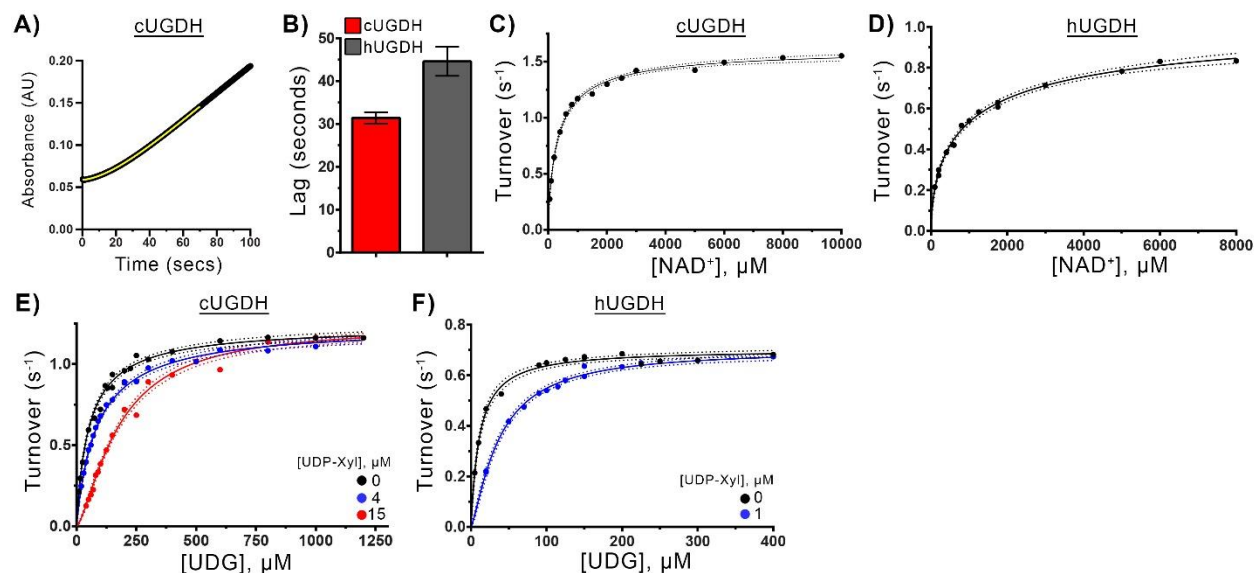 A)
cUGDH
Absorbance (AU)
0.20
0.15
0.10
0.05
0.00
0 20 40 60 80 100
Time (secs)
B)
cUGDH
hUGDH
Lag (seconds)
50
40
30
20
10
0
C)
cUGDH
Turnover (s⁻¹)
1.5
1.0
0.5
0.0
0 2000 4000 6000 8000 10000
[NAD⁺], μM
D)
hUGDH
Turnover (s⁻¹)
1.0
0.8
0.6
0.4
0.2
0.0
0 2000 4000 6000 8000
[NAD⁺], μM
E)
cUGDH
Turnover (s⁻¹)
1.0
0.5
0.0
0 250 500 750 1000 1250
[UDG], μM
[UDP-Xyl], μM
0
4
15
F)
hUGDH
Turnover (s⁻¹)
0.8
0.6
0.4
0.2
0.0
0 100 200 300 400
[UDG], μM
[UDP-Xyl], μM
0
1